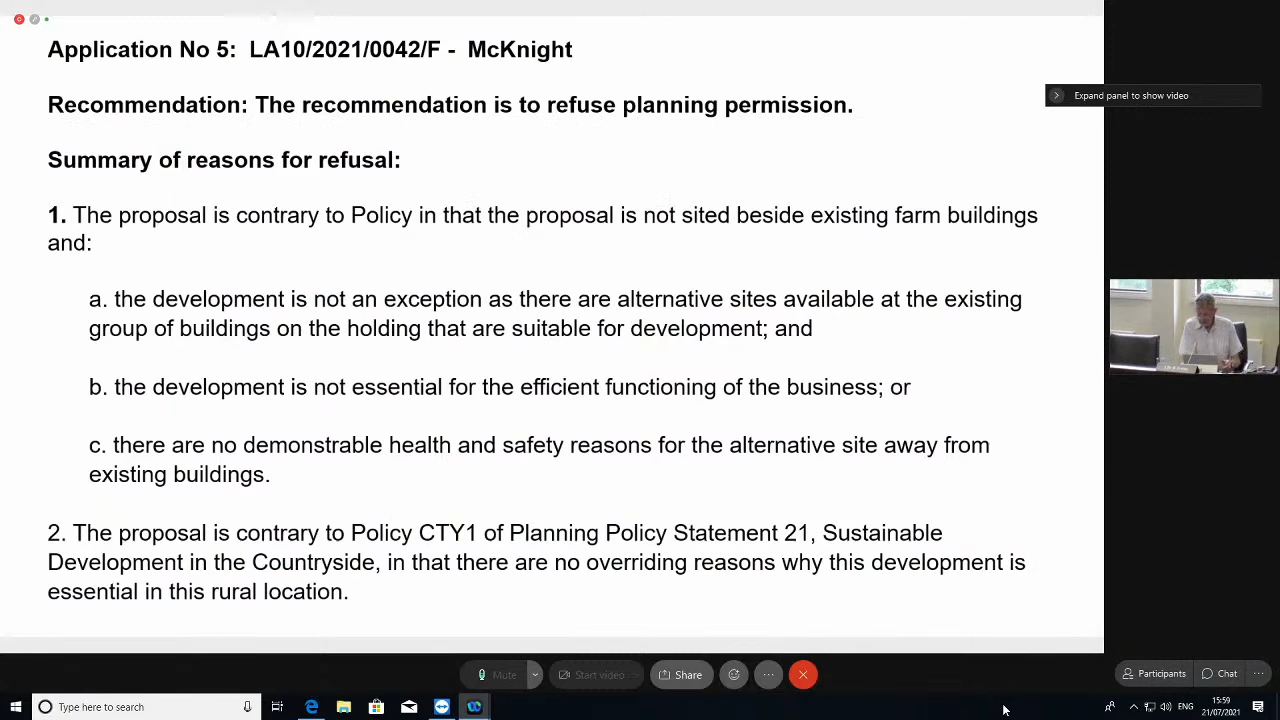 Application No 5: LA10/2021/0042/F - McKnight
Recommendation: The recommendation is to refuse planning permission.
Summary of reasons for refusal:
1. The proposal is contrary to Policy in that the proposal is not sited beside existing farm buildings
and:
a. the development is not an exception as there are alternative sites available at the existing
group of buildings on the holding that are suitable for development; and
b. the development is not essential for the efficient functioning of the business; or
c. there are no demonstrable health and safety reasons for the alternative site away from
existing buildings.
2. The proposal is contrary to Policy CTY1 of Planning Policy Statement 21, Sustainable
Development in the Countryside, in that there are no overriding reasons why this development is
essential in this rural location.
Expand panel to show video
Mute
Start video
Share
Participants
Chat
Type here to search
ENG
15:59
21/07/2021